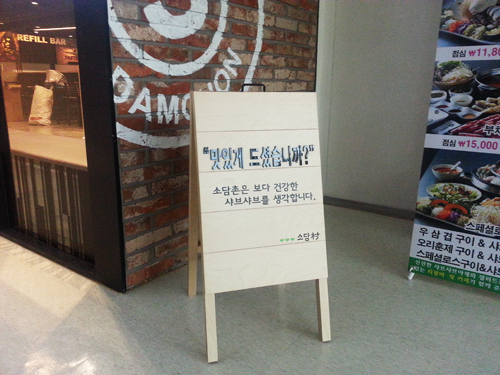 REFILL BAR
"맛있게 드셨습니까?"
소담촌은 보다 건강한
샤브샤브를 생각합니다.
소담村
점심 ₩11,80
점심 ₩15,000
스페셜로스
우 삼 겹 구이 & 샤
오리훈제 구이 & 샤
스페셜로스구이&샤